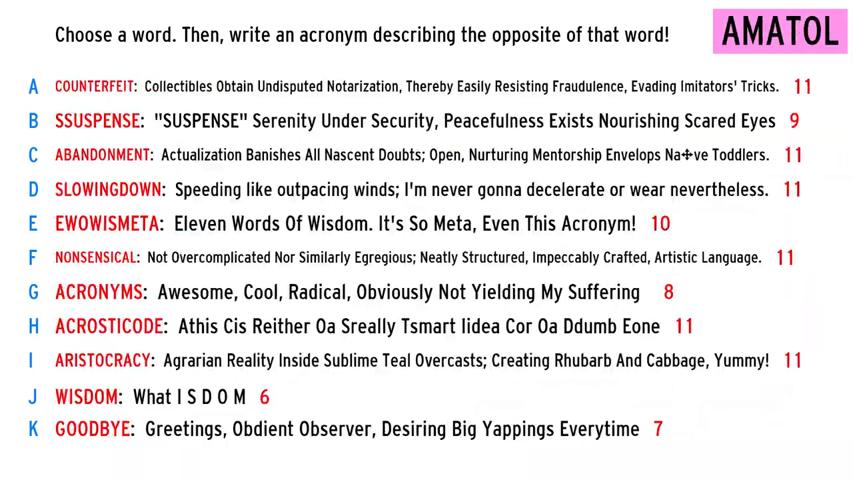 Choose a word. Then, write an acronym describing the opposite of that word!
AMATOL
A COUNTERFEIT: Collectibles Obtain Undisputed Notarization, Thereby Easily Resisting Fraudulence, Evading Imitators' Tricks. 11
B SSUSPENSE: "SUSPENSE" Serenity Under Security, Peacefulness Exists Nourishing Scared Eyes 9
C ABANDONMENT: Actualization Banishes All Nascent Doubts; Open, Nurturing Mentorship Envelops Na✣ve Toddlers. 11
D SLOWINGDOWN: Speeding like outpacing winds; I'm never gonna decelerate or wear nevertheless. 11
E EWOWISMETA: Eleven Words Of Wisdom. It's So Meta, Even This Acronym! 10
F NONSENSICAL: Not Overcomplicated Nor Similarly Egregious; Neatly Structured, Impeccably Crafted, Artistic Language. 11
G ACRONYMS: Awesome, Cool, Radical, Obviously Not Yielding My Suffering 8
H ACROSTICODE: Athis Cis Reither Oa Sreally Tsmart Iidea Cor Oa Ddumb Eone 11
I ARISTOCRACY: Agrarian Reality Inside Sublime Teal Overcasts; Creating Rhubarb And Cabbage, Yummy! 11
J WISDOM: What I S D O M 6
K GOODBYE: Greetings, Obdient Observer, Desiring Big Yappings Everytime 7